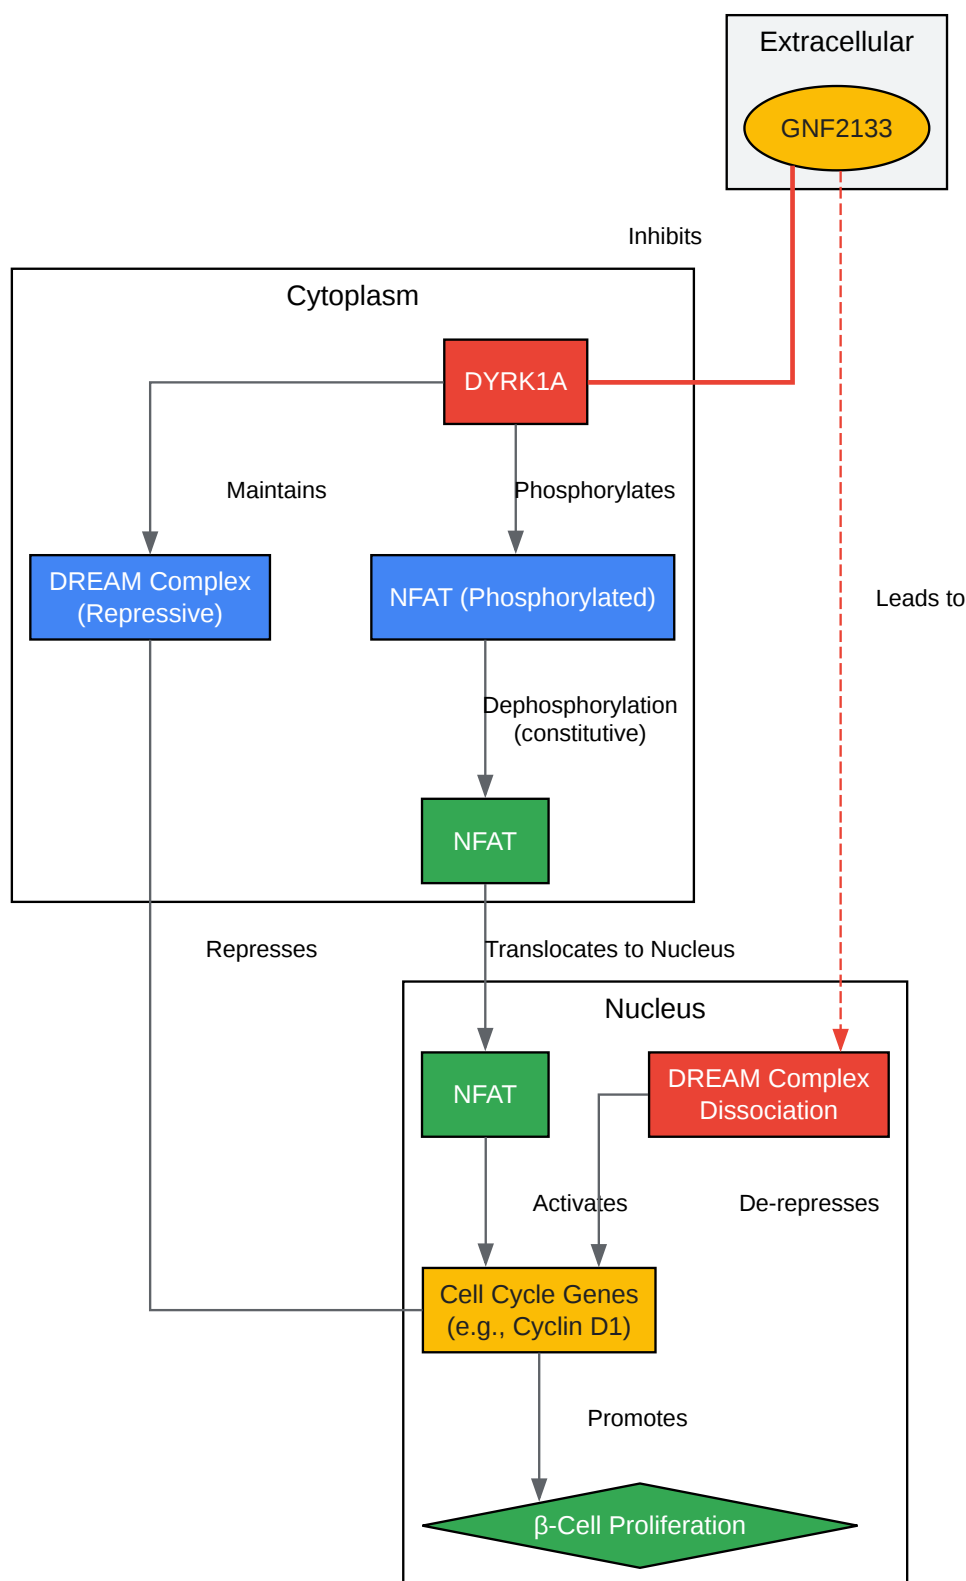 Extracellular
GNF2133
Inhibits
Cytoplasm
DYRK1A
Maintains
Phosphorylates
DREAM Complex
(Repressive)
NFAT (Phosphorylated)
Leads to
Dephosphorylation
(constitutive)
NFAT
Represses
Translocates to Nucleus
Nucleus
NFAT
DREAM Complex
Dissociation
Activates
De-represses
Cell Cycle Genes
(e.g., Cyclin D1)
Promotes
β-Cell Proliferation